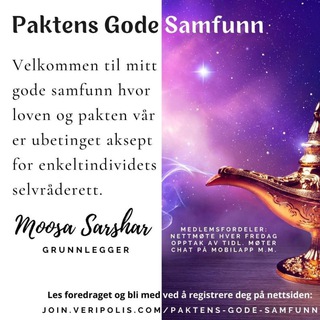 Paktens Gode Samfunn
Velkommen til mitt
gode samfunn hvor
loven og pakten vår
er ubetinget aksept
for enkeltindividets
selvråderett.
Moosa Sarshar
GRUNNLEGGER
MEDLEMSFORDELER:
NETTMØTE HVER FREDAG
OPPTAK AV TIDL. MØTER
CHAT PÅ MOBILAPP M.M.
Les foredraget og bli med ved å registrere deg på nettsiden:
JOIN.VERIPOLIS.COM/PAKTENS-GODE-SAMFUNN